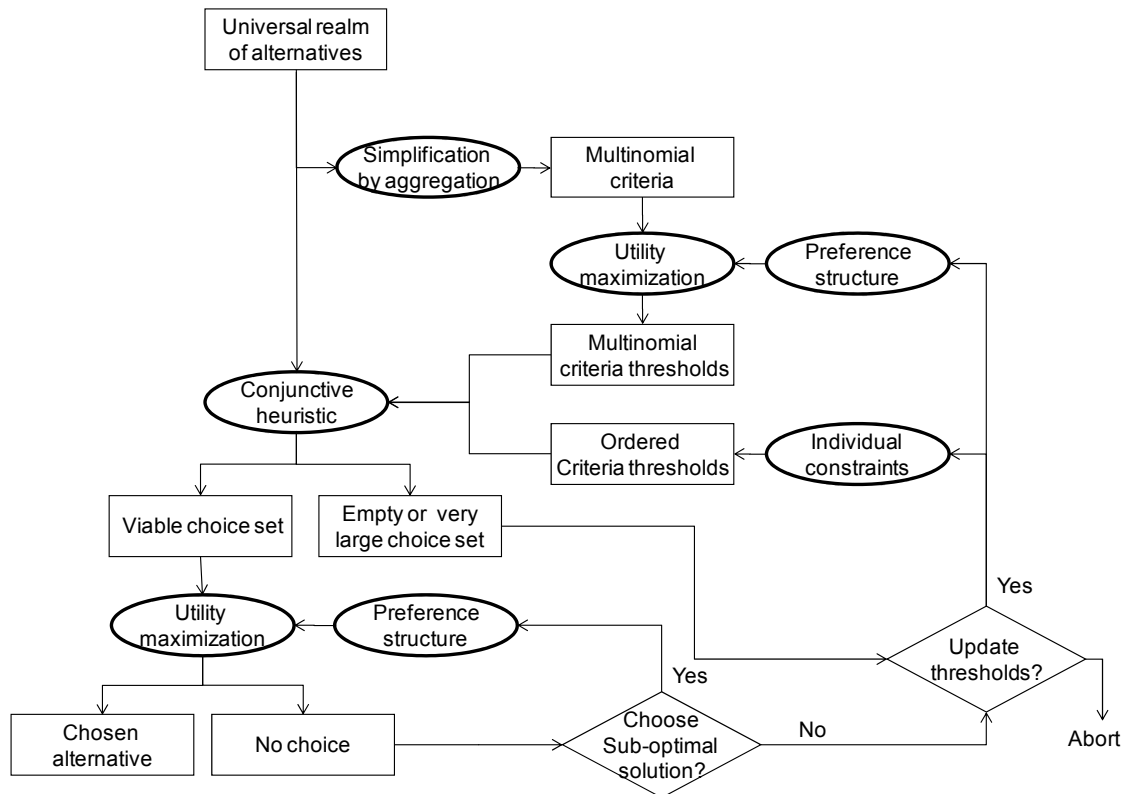 Universal realm
of alternatives
Simplification
by aggregation
Multinomial
criteria
Utility
maximization
Preference
structure
Multinomial
criteria thresholds
Conjunctive
heuristic
Ordered
Criteria thresholds
Individual
constraints
Viable choice set
Empty or very
large choice set
Yes
Utility
maximization
Preference
structure
Update
thresholds?
Yes
Chosen
alternative
No choice
Choose
Sub-optimal
solution?
No
Abort